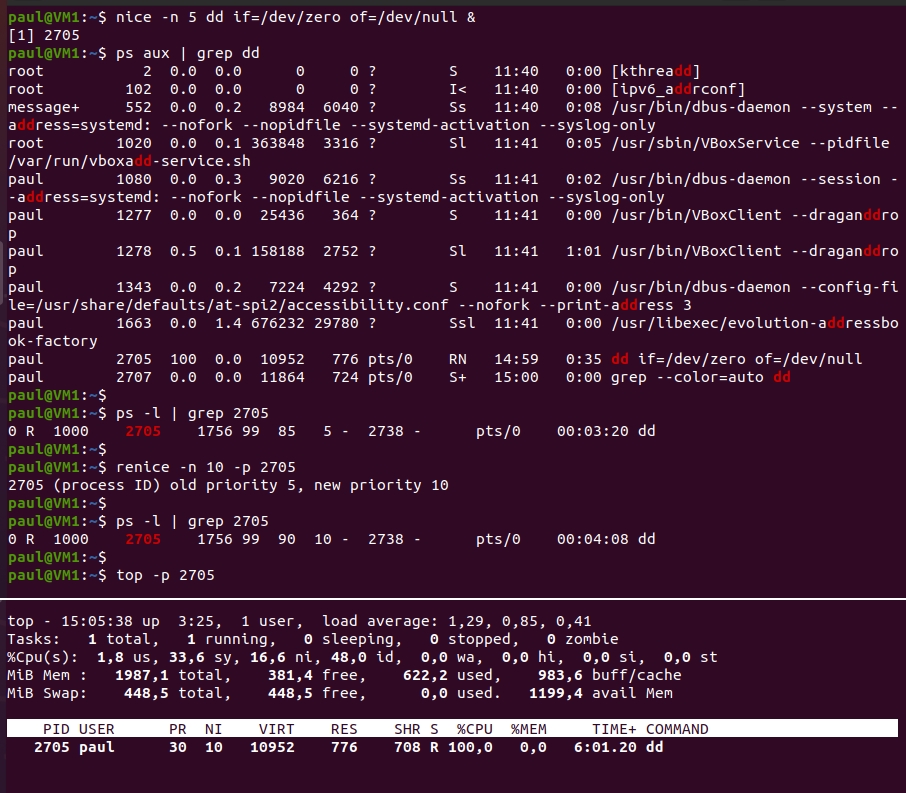 paul@VM1:~$ nice -n 5 dd if=/dev/zero of=/dev/null &
[1] 2705
paul@VM1:~$ ps aux | grep dd
root           2  0.0  0.0      0     0 ?        S    11:40   0:00 [kthreadd]
root         102  0.0  0.0      0     0 ?        I<   11:40   0:00 [ipv6_addrconf]
message+     552  0.0  0.2   8984  6040 ?        Ss   11:40   0:08 /usr/bin/dbus-daemon --system --
address=systemd: --nofork --nopidfile --systemd-activation --syslog-only
root        1020  0.0  0.1 363848  3316 ?        Sl   11:41   0:05 /usr/sbin/VBoxService --pidfile
/var/run/vboxadd-service.sh
paul        1080  0.0  0.3   9020  6216 ?        Ss   11:41   0:02 /usr/bin/dbus-daemon --session -
-address=systemd: --nofork --nopidfile --systemd-activation --syslog-only
paul        1277  0.0  0.0  25436   364 ?        S    11:41   0:00 /usr/bin/VBoxClient --draganddro
p
paul        1278  0.5  0.1 158188  2752 ?        Sl   11:41   1:01 /usr/bin/VBoxClient --draganddro
p
paul        1343  0.0  0.2   7224  4292 ?        S    11:41   0:00 /usr/bin/dbus-daemon --config-fi
le=/usr/share/defaults/at-spi2/accessibility.conf --nofork --print-address 3
paul        1663  0.0  1.4 676232 29780 ?        Ssl  11:41   0:00 /usr/libexec/evolution-addressbo
ok-factory
paul        2705  100  0.0  10952   776 pts/0    RN   14:59   0:35 dd if=/dev/zero of=/dev/null
paul        2707  0.0  0.0  11864   724 pts/0    S+   15:00   0:00 grep --color=auto dd
paul@VM1:~$
paul@VM1:~$ ps -l | grep 2705
0 R  1000    2705    1756 99  85   5 -  2738 -      pts/0    00:03:20 dd
paul@VM1:~$
paul@VM1:~$ renice -n 10 -p 2705
2705 (process ID) old priority 5, new priority 10
paul@VM1:~$
paul@VM1:~$ ps -l | grep 2705
0 R  1000    2705    1756 99  90  10 -  2738 -      pts/0    00:04:08 dd
paul@VM1:~$
paul@VM1:~$ top -p 2705
top - 15:05:38 up  3:25,  1 user,  load average: 1,29, 0,85, 0,41
Tasks:   1 total,   1 running,   0 sleeping,   0 stopped,   0 zombie
%Cpu(s):  1,8 us, 33,6 sy, 16,6 ni, 48,0 id,  0,0 wa,  0,0 hi,  0,0 si,  0,0 st
MiB Mem :   1987,1 total,    381,4 free,    622,2 used,    983,6 buff/cache
MiB Swap:    448,5 total,    448,5 free,      0,0 used.   1199,4 avail Mem
    PID USER      PR  NI    VIRT    RES    SHR S  %CPU  %MEM     TIME+ COMMAND
   2705 paul      30  10   10952    776    708 R 100,0   0,0   6:01.20 dd